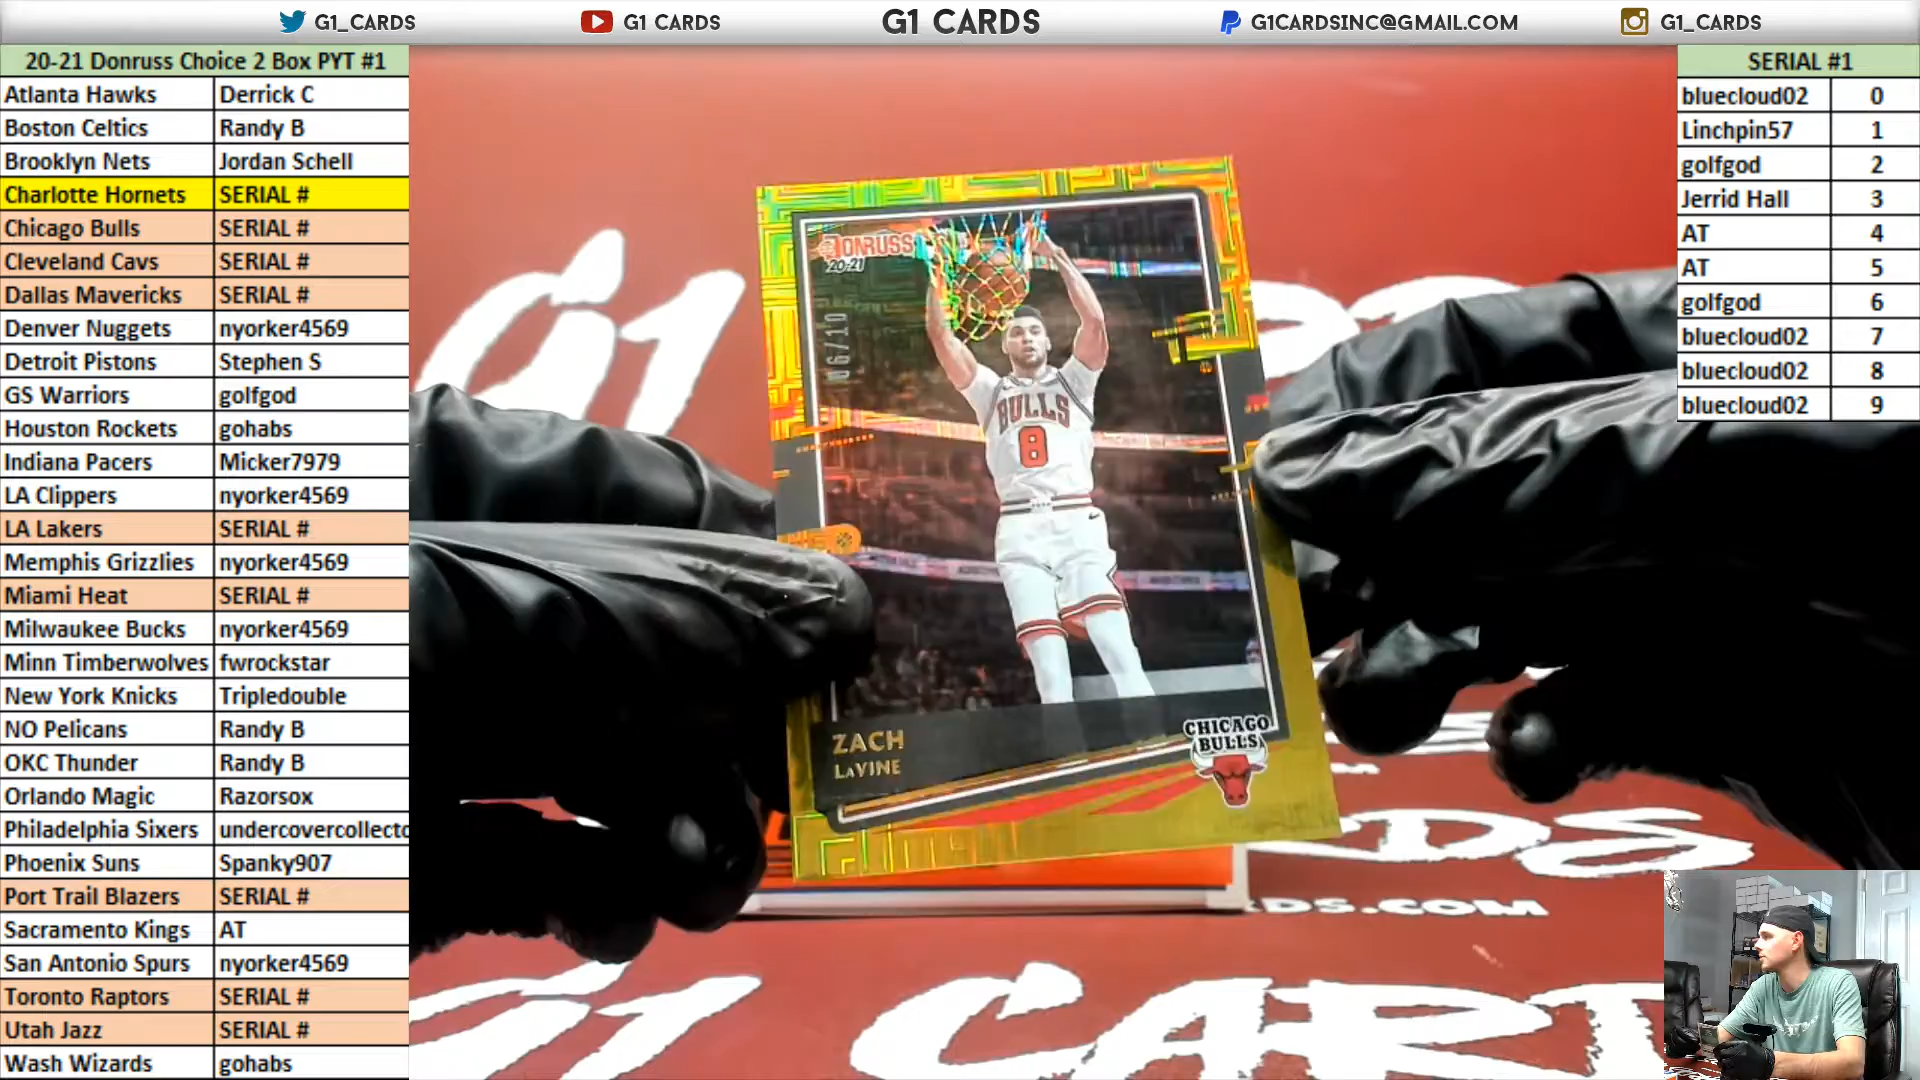 G1_CARDS
G1 CARDS
G1 CARDS
G1CARDSINC@GMAIL.COM
G1_CARDS
20-21 Donruss Choice 2 Box PYT #1
Atlanta Hawks Derrick C
Boston Celtics Randy B
Brooklyn Nets Jordan Schell
Charlotte Hornets SERIAL #
Chicago Bulls SERIAL #
Cleveland Cavs SERIAL #
Dallas Mavericks SERIAL #
Denver Nuggets nyorker4569
Detroit Pistons Stephen S
GS Warriors golfgod
Houston Rockets gohabs
Indiana Pacers Micker7979
LA Clippers nyorker4569
LA Lakers SERIAL #
Memphis Grizzlies nyorker4569
Miami Heat SERIAL #
Milwaukee Bucks nyorker4569
Minn Timberwolves fwrockstar
New York Knicks Tripledouble
NO Pelicans Randy B
OKC Thunder Randy B
Orlando Magic Razorsox
Philadelphia Sixers undercovercollecto
Phoenix Suns Spanky907
Port Trail Blazers SERIAL #
Sacramento Kings AT
San Antonio Spurs nyorker4569
Toronto Raptors SERIAL #
Utah Jazz SERIAL #
Wash Wizards gohabs
SERIAL #1
bluecloud02 0
Linchpin57 1
golfgod 2
Jerrid Hall 3
AT 4
AT 5
golfgod 6
bluecloud02 7
bluecloud02 8
bluecloud02 9
DONRUSS
20-21
06/10
BULLS
8
ZACH
LAVINE
CHICAGO
BULLS
G1
RDS
RDS.COM
G1 CARD